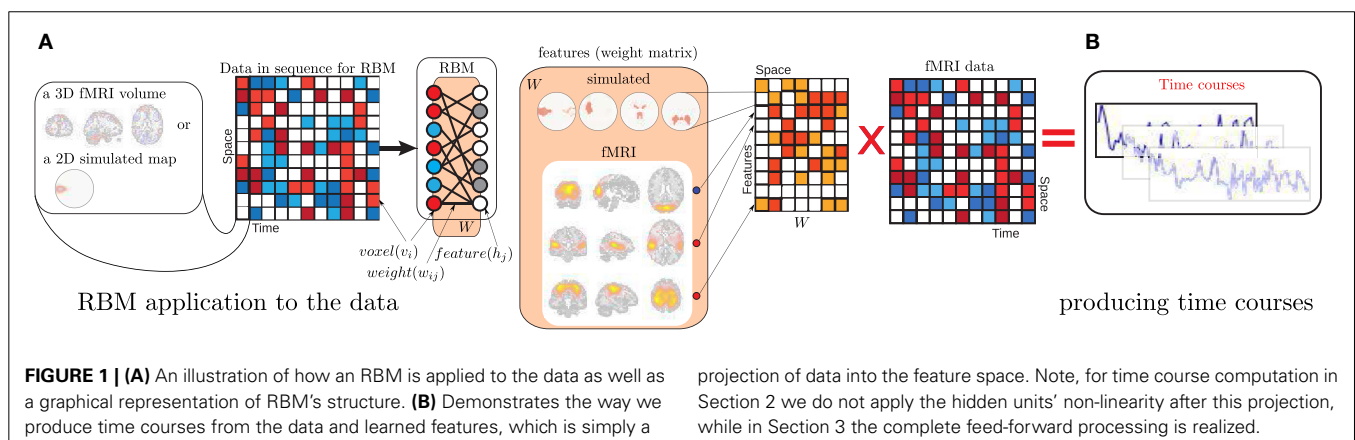 A
B
features (weight matrix)
Data in sequence for RBM
RBM
W
simulated
Space
fMRI data
a 3D fMRI volume
or
a 2D simulated map
Space
Time
W
voxel(v_i)
feature(h_j)
weight(w_ij)
fMRI
Features
W
X
Space
Time
=
Time courses
RBM application to the data
producing time courses
FIGURE 1 | (A) An illustration of how an RBM is applied to the data as well as
a graphical representation of RBM's structure. (B) Demonstrates the way we
produce time courses from the data and learned features, which is simply a
projection of data into the feature space. Note, for time course computation in
Section 2 we do not apply the hidden units' non-linearity after this projection,
while in Section 3 the complete feed-forward processing is realized.